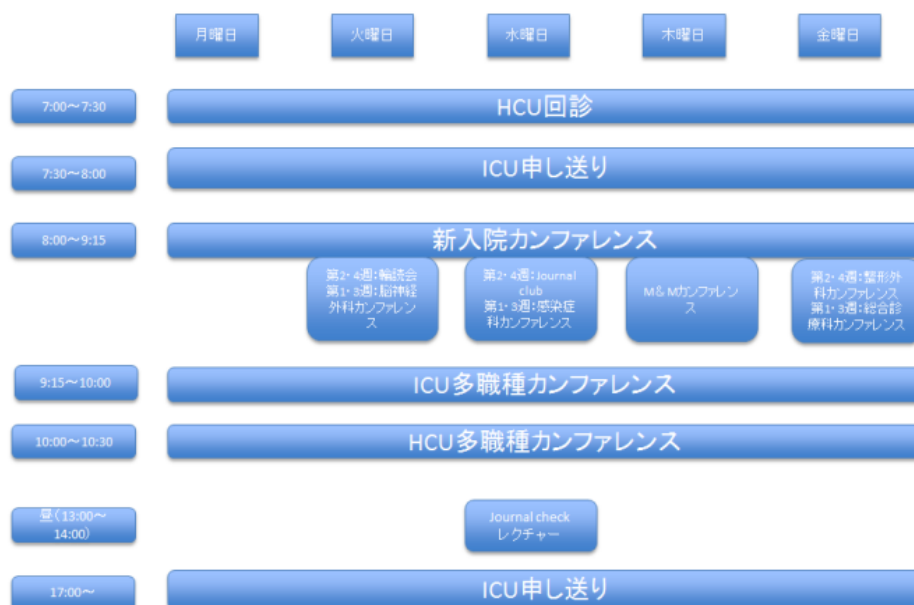 月曜日
火曜日
水曜日
木曜日
金曜日
7:00～7:30
HCU回診
7:30～8:00
ICU申し送り
8:00～9:15
新入院カンファレンス
第2・4週：輪読会
第1・3週：脳神経
外科カンファレン
ス
第2・4週：Journal
club
第1・3週：感染症
科カンファレンス
M＆Mカンファレン
ス
第2・4週：整形外
科カンファレンス
第1・3週：総合診
療科カンファレンス
9:15～10:00
ICU多職種カンファレンス
10:00～10:30
HCU多職種カンファレンス
昼（13:00～
14:00）
Journal check
レクチャー
17:00～
ICU申し送り